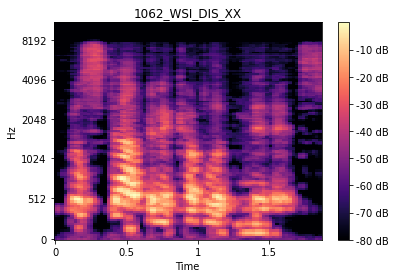 1062_WSI_DIS_XX
8192
4096
2048
1024
512
0
Hz
0
0.5
1
1.5
Time
-10 dB
-20 dB
-30 dB
-40 dB
-50 dB
-60 dB
-70 dB
-80 dB